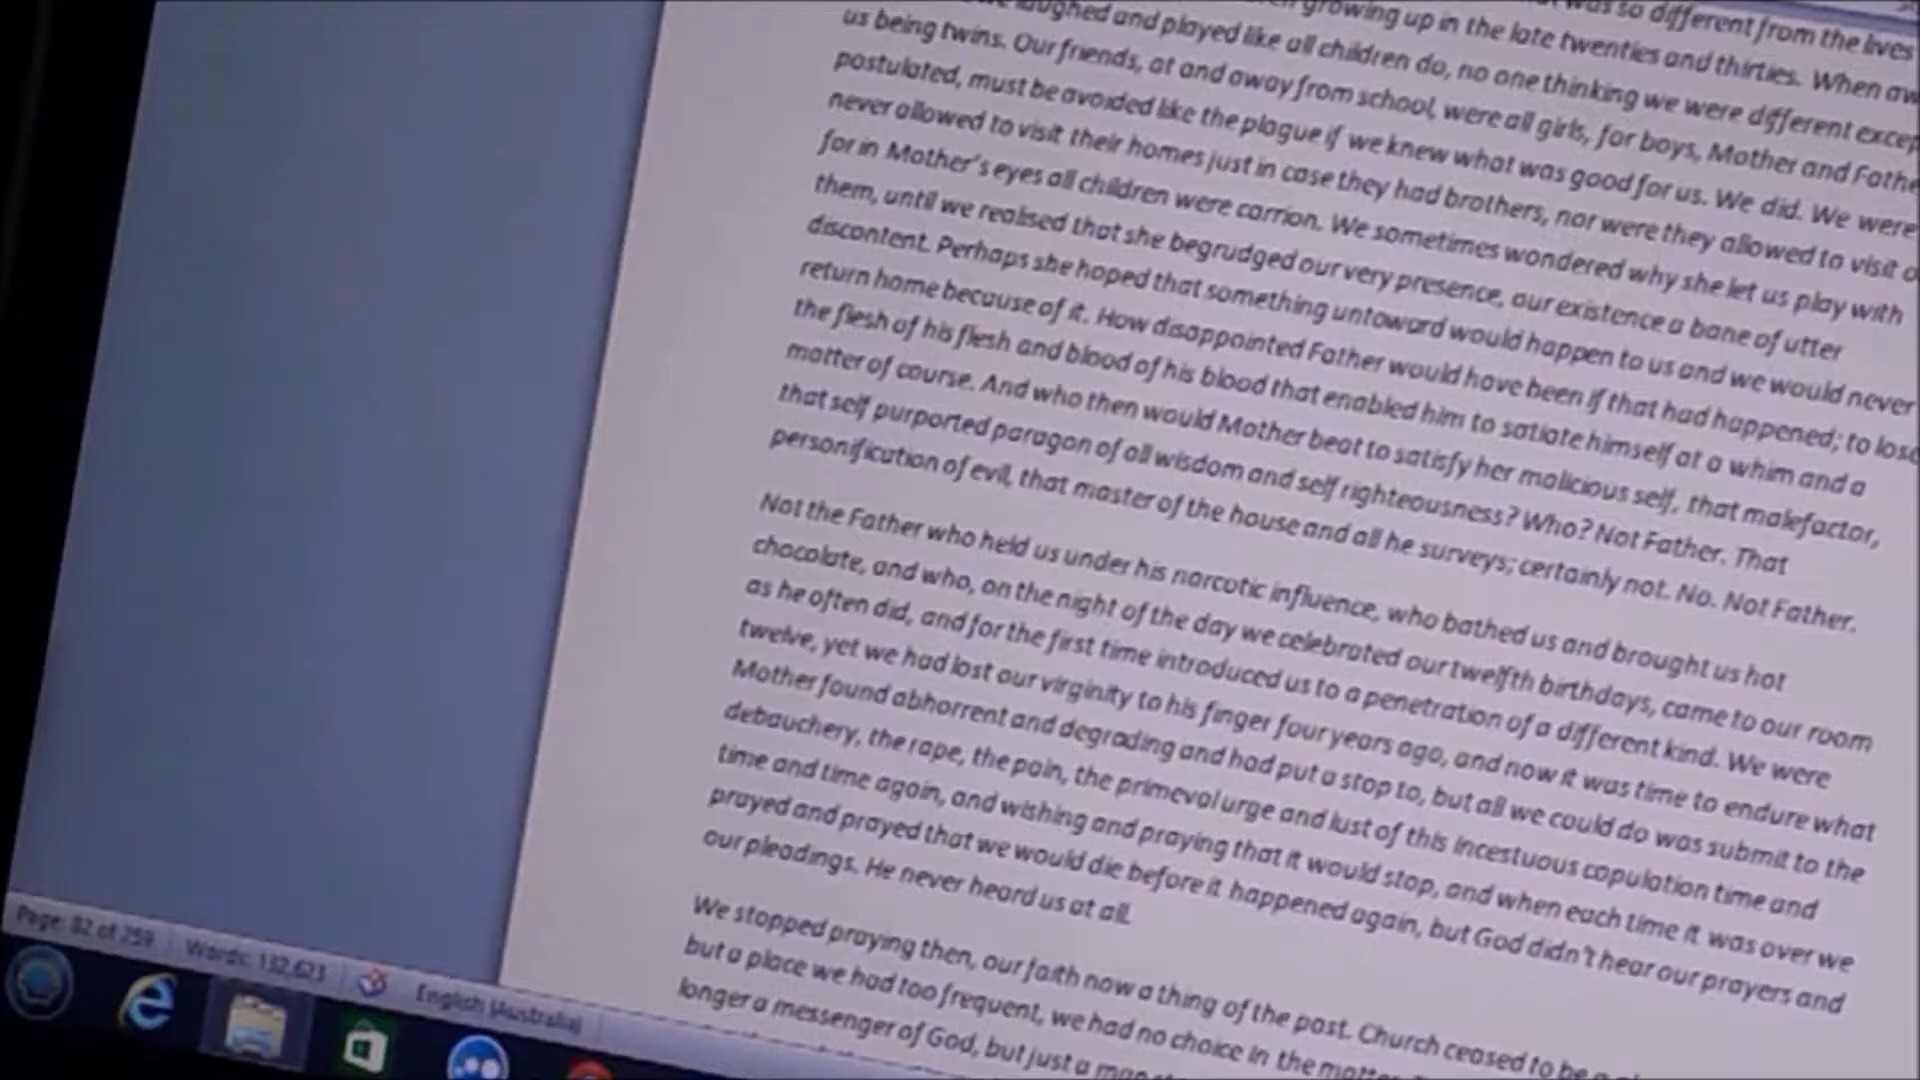 growing up in the late twenties and thirties. When
was so different from the lives
laughed and played like all children do, no one thinking we were different
us being twins. Our friends, at and away from school, were all girls, for boys, Mother and
postulated, must be avoided like the plague if we knew what was good for us. We did. We were
never allowed to visit their homes just in case they had brothers, nor were they allowed to visit
for in Mother's eyes all children were carrion. We sometimes wondered why she let us play with
them, until we realised that she begrudged our very presence, our existence a bane of utter
discontent. Perhaps she hoped that something untoward would happen to us and we would never
return home because of it. How disappointed Father would have been if that had happened; to lose
the flesh of his flesh and blood of his blood that enabled him to satiate himself at a whim and a
matter of course. And who then would Mother beat to satisfy her malicious self, that malefactor,
that self purported paragon of all wisdom and self righteousness? Who? Not Father. That
personification of evil, that master of the house and all he surveys; certainly not. No. Not Father.
Not the Father who held us under his narcotic influence, who bathed us and brought us hot
chocolate, and who, on the night of the day we celebrated our twelfth birthdays, came to our room
as he often did, and for the first time introduced us to a penetration of a different kind. We were
twelve, yet we had lost our virginity to his finger four years ago, and now it was time to endure what
Mother found abhorrent and degrading and had put a stop to, but all we could do was submit to the
debauchery, the rape, the pain, the primeval urge and lust of this incestuous copulation time and
time and time again, and wishing and praying that it would stop, and when each time it was over we
prayed and prayed that we would die before it happened again, but God didn't hear our prayers and
our pleadings. He never heard us at all.
We stopped praying then, our faith now a thing of the past. Church ceased to be
but a place we had too frequent, we had no choice in the matter.
longer a messenger of God, but just a man
Page: 82 of 259 Words: 132,623 English (Australia)